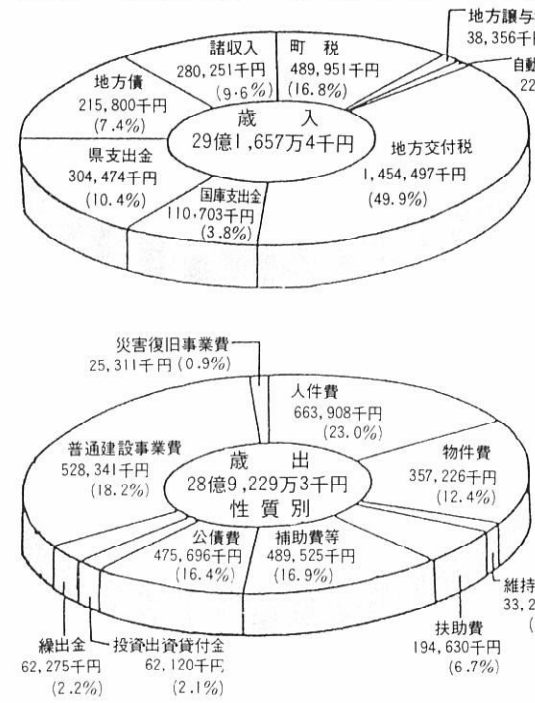 地方譲与
38,356千円
自動
22
諸収入
280,251千円
(9.6%)
町税
489,951千円
(16.8%)
地方債
215,800千円
(7.4%)
歳入
29億1,657万4千円
地方交付税
1,454,497千円
(49.9%)
県支出金
304,474千円
(10.4%)
国庫支出金
110,703千円
(3.8%)
災害復旧事業費
25,311千円(0.9%)
人件費
663,908千円
(23.0%)
普通建設事業費
528,341千円
(18.2%)
歳出
28億9,229万3千円
性質別
物件費
357,226千円
(12.4%)
公債費
475,696千円
(16.4%)
補助費等
489,525千円
(16.9%)
維持
33,2
(
扶助費
194,630千円
(6.7%)
繰出金
62,275千円
(2.2%)
投資出資貸付金
62,120千円
(2.1%)